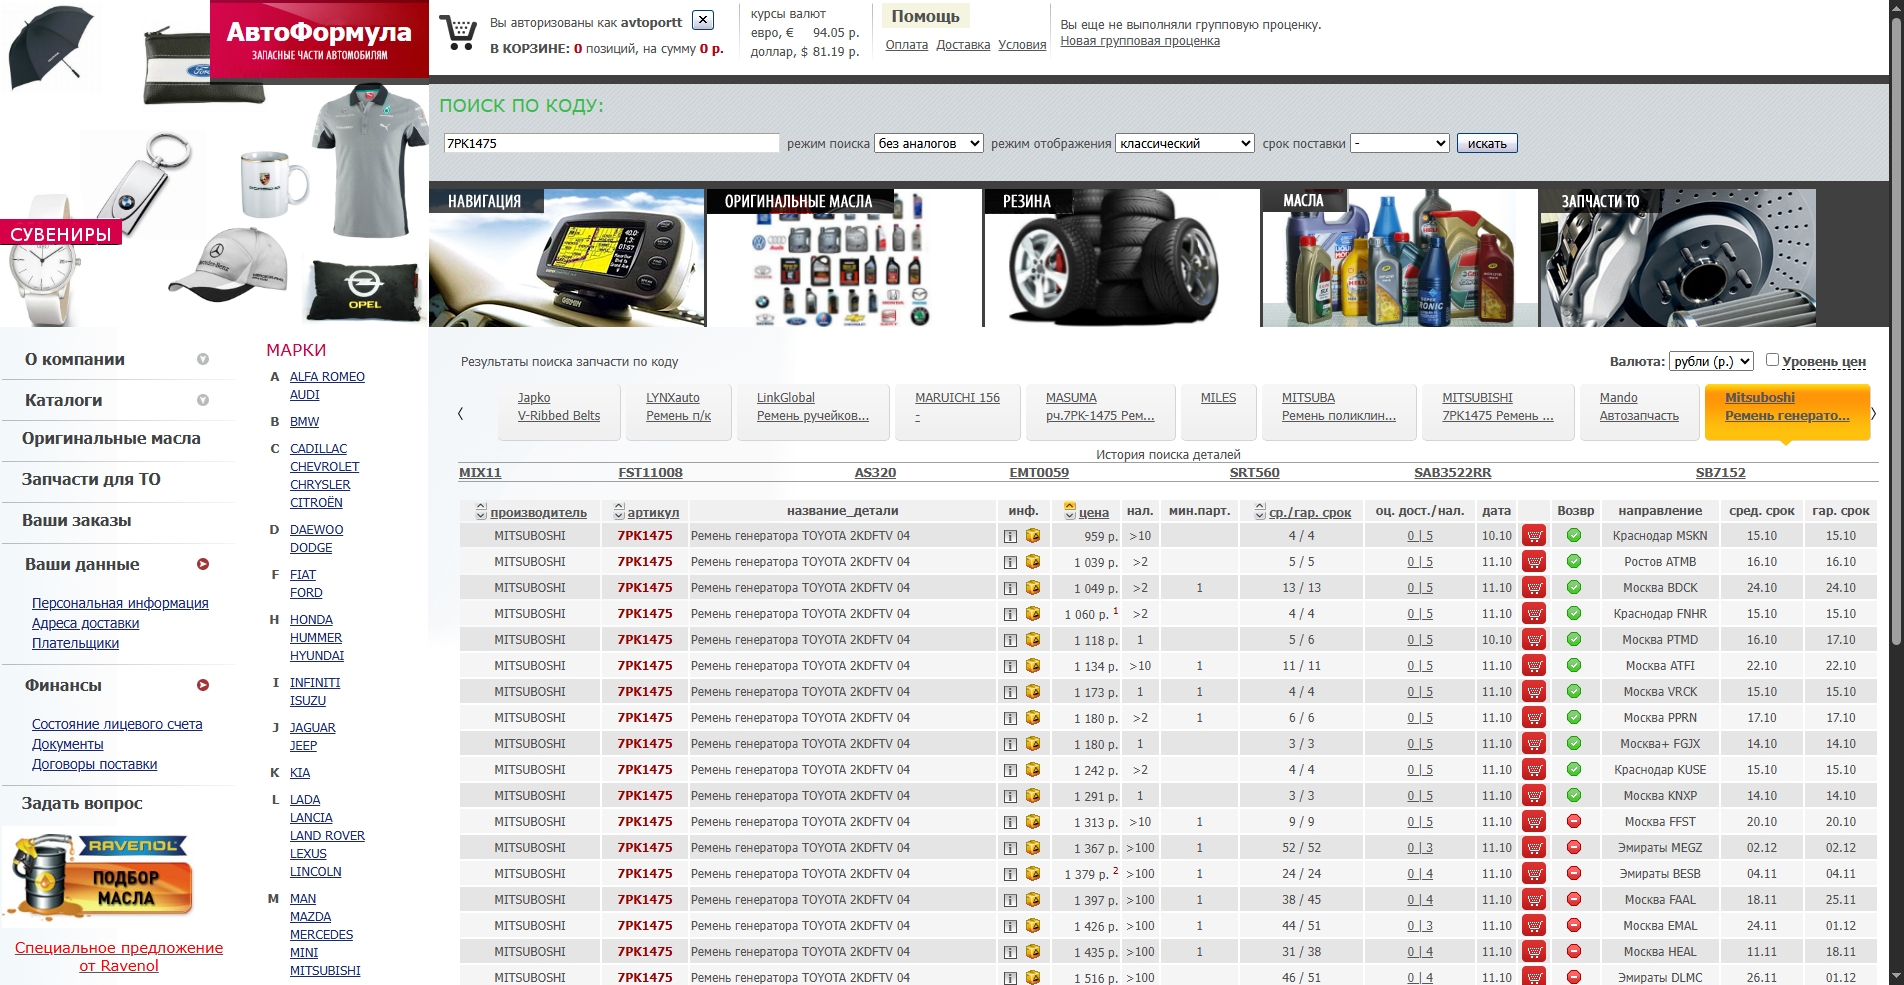 АвтоФормула
ЗАПАСНЫЕ ЧАСТИ АВТОМОБИЛЯМ
Вы авторизованы как avtoportt
В КОРЗИНЕ: 0 позиций, на сумму 0 р.
курсы валют
евро, € 94.05 р.
доллар, $ 81.19 р.
Помощь
Оплата Доставка Условия
Вы еще не выполняли групповую проценку.
Новая групповая проценка
ПОИСК ПО КОДУ:
7PK1475 режим поиска без аналогов режим отображения классический срок поставки - искать
СУВЕНИРЫ
НАВИГАЦИЯ
ОРИГИНАЛЬНЫЕ МАСЛА
РЕЗИНА
МАСЛА
ЗАПЧАСТИ ТО
О компании
Каталоги
Оригинальные масла
Запчасти для ТО
Ваши заказы
Ваши данные
Персональная информация
Адреса доставки
Плательщики
Финансы
Состояние лицевого счета
Документы
Договоры поставки
Задать вопрос
RAVENOL
ПОДБОР
МАСЛА
Специальное предложение
от Ravenol
МАРКИ
A ALFA ROMEO
AUDI
B BMW
C CADILLAC
CHEVROLET
CHRYSLER
CITROËN
D DAEWOO
DODGE
F FIAT
FORD
H HONDA
HUMMER
HYUNDAI
I INFINITI
ISUZU
J JAGUAR
JEEP
K KIA
L LADA
LANCIA
LAND ROVER
LEXUS
LINCOLN
M MAN
MAZDA
MERCEDES
MINI
MITSUBISHI
Результаты поиска запчасти по коду
Валюта: рубли (р.) Уровень цен
Japko
V-Ribbed Belts
LYNXauto
Ремень п/к
LinkGlobal
Ремень ручейков...
MARUICHI 156
-
MASUMA
рч.7PK-1475 Рем...
MILES
MITSUBA
Ремень поликлин...
MITSUBISHI
7PK1475 Ремень ...
Mando
Автозапчасть
Mitsuboshi
Ремень генерато...
История поиска деталей
MIX11 FST11008 AS320 EMT0059 SRT560 SAB3522RR SB7152
производитель артикул название_детали инф. цена нал. мин.парт. ср./гар. срок оц. дост./нал. дата Возвр направление сред. срок гар. срок
MITSUBOSHI 7PK1475 Ремень генератора TOYOTA 2KDFTV 04 959 р. >10 4 / 4 0 | 5 10.10 Краснодар MSKN 15.10 15.10
MITSUBOSHI 7PK1475 Ремень генератора TOYOTA 2KDFTV 04 1 039 р. >2 5 / 5 0 | 5 11.10 Ростов ATMB 16.10 16.10
MITSUBOSHI 7PK1475 Ремень генератора TOYOTA 2KDFTV 04 1 049 р. >2 1 13 / 13 0 | 5 11.10 Москва BDCK 24.10 24.10
MITSUBOSHI 7PK1475 Ремень генератора TOYOTA 2KDFTV 04 1 060 р. 1 >2 4 / 4 0 | 5 11.10 Краснодар FNHR 15.10 15.10
MITSUBOSHI 7PK1475 Ремень генератора TOYOTA 2KDFTV 04 1 118 р. 1 5 / 6 0 | 5 10.10 Москва PTMD 16.10 17.10
MITSUBOSHI 7PK1475 Ремень генератора TOYOTA 2KDFTV 04 1 134 р. >10 1 11 / 11 0 | 5 11.10 Москва ATFI 22.10 22.10
MITSUBOSHI 7PK1475 Ремень генератора TOYOTA 2KDFTV 04 1 173 р. 1 1 4 / 4 0 | 5 11.10 Москва VRCK 15.10 15.10
MITSUBOSHI 7PK1475 Ремень генератора TOYOTA 2KDFTV 04 1 180 р. >2 1 6 / 6 0 | 5 11.10 Москва PPRN 17.10 17.10
MITSUBOSHI 7PK1475 Ремень генератора TOYOTA 2KDFTV 04 1 180 р. 1 3 / 3 0 | 5 11.10 Москва+ FGJX 14.10 14.10
MITSUBOSHI 7PK1475 Ремень генератора TOYOTA 2KDFTV 04 1 242 р. >2 4 / 4 0 | 5 11.10 Краснодар KUSE 15.10 15.10
MITSUBOSHI 7PK1475 Ремень генератора TOYOTA 2KDFTV 04 1 291 р. 1 3 / 3 0 | 5 11.10 Москва KNXP 14.10 14.10
MITSUBOSHI 7PK1475 Ремень генератора TOYOTA 2KDFTV 04 1 313 р. >10 1 9 / 9 0 | 5 11.10 Москва FFST 20.10 20.10
MITSUBOSHI 7PK1475 Ремень генератора TOYOTA 2KDFTV 04 1 367 р. >100 1 52 / 52 0 | 3 11.10 Эмираты MEGZ 02.12 02.12
MITSUBOSHI 7PK1475 Ремень генератора TOYOTA 2KDFTV 04 1 379 р. 2 >100 1 24 / 24 0 | 4 11.10 Эмираты BESB 04.11 04.11
MITSUBOSHI 7PK1475 Ремень генератора TOYOTA 2KDFTV 04 1 397 р. >100 1 38 / 45 0 | 4 11.10 Москва FAAL 18.11 25.11
MITSUBOSHI 7PK1475 Ремень генератора TOYOTA 2KDFTV 04 1 426 р. >100 1 44 / 51 0 | 3 11.10 Москва EMAL 24.11 01.12
MITSUBOSHI 7PK1475 Ремень генератора TOYOTA 2KDFTV 04 1 435 р. >100 1 31 / 38 0 | 4 11.10 Москва HEAL 11.11 18.11
MITSUBOSHI 7PK1475 Ремень генератора TOYOTA 2KDFTV 04 1 516 р. >100 46 / 51 0 | 4 11.10 Эмираты DLMC 26.11 01.12